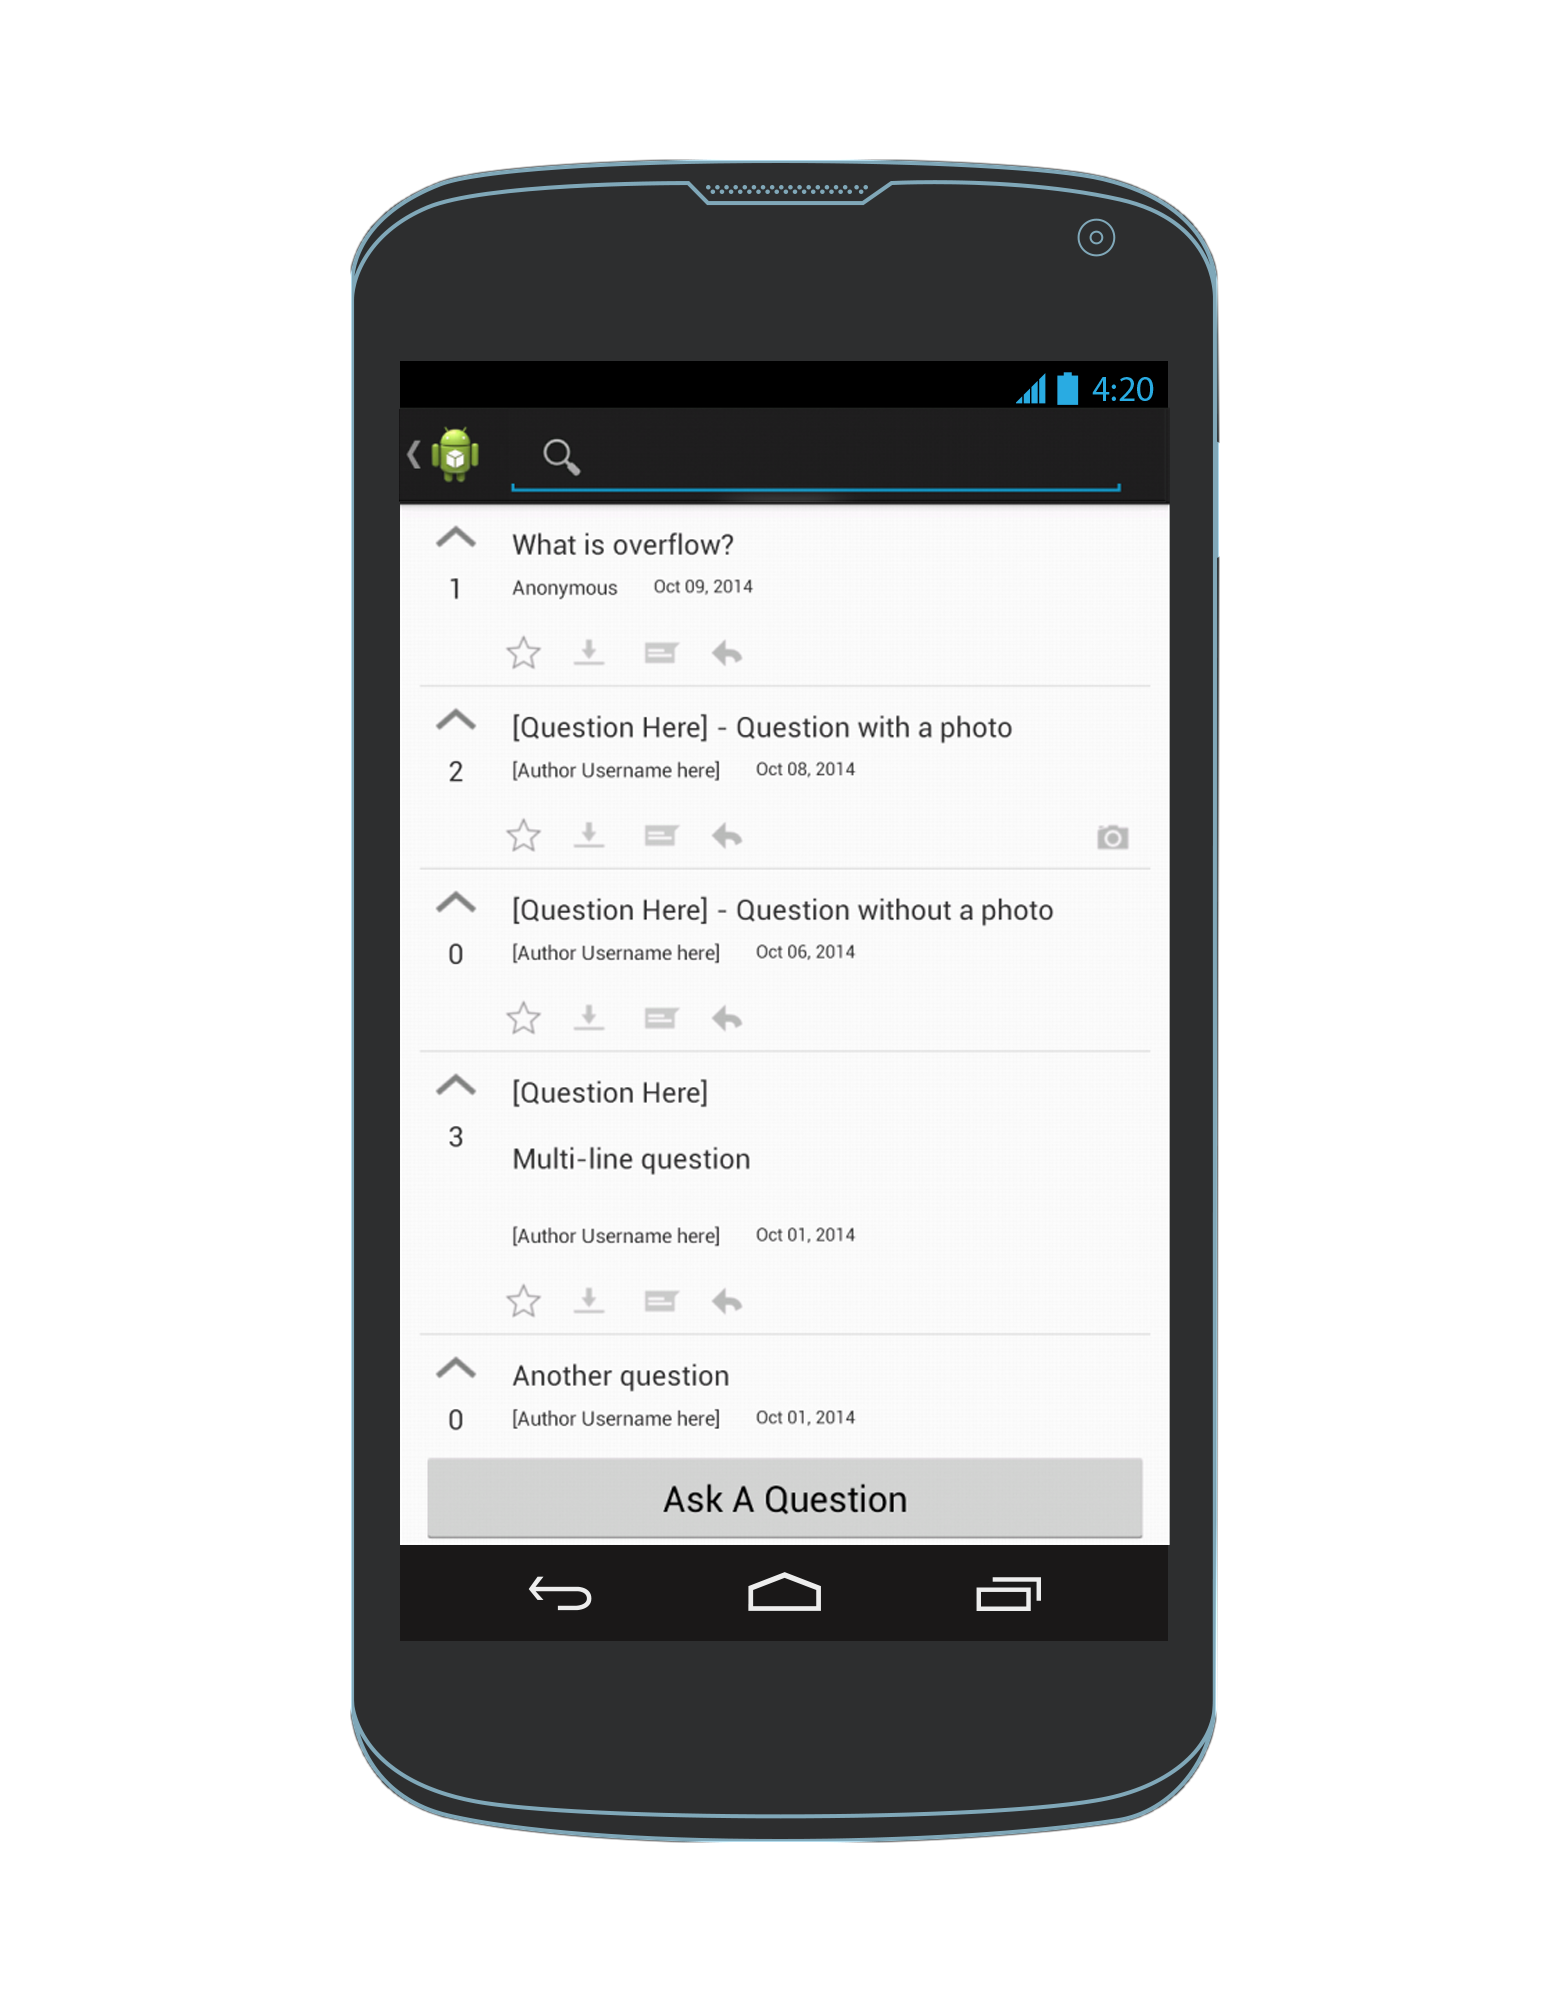 4:20
What is overflow?
1
Anonymous Oct 09, 2014
[Question Here] - Question with a photo
2
[Author Username here] Oct 08, 2014
[Question Here] - Question without a photo
0
[Author Username here] Oct 06, 2014
[Question Here]
3
Multi-line question
[Author Username here] Oct 01, 2014
Another question
0
[Author Username here] Oct 01, 2014
Ask A Question